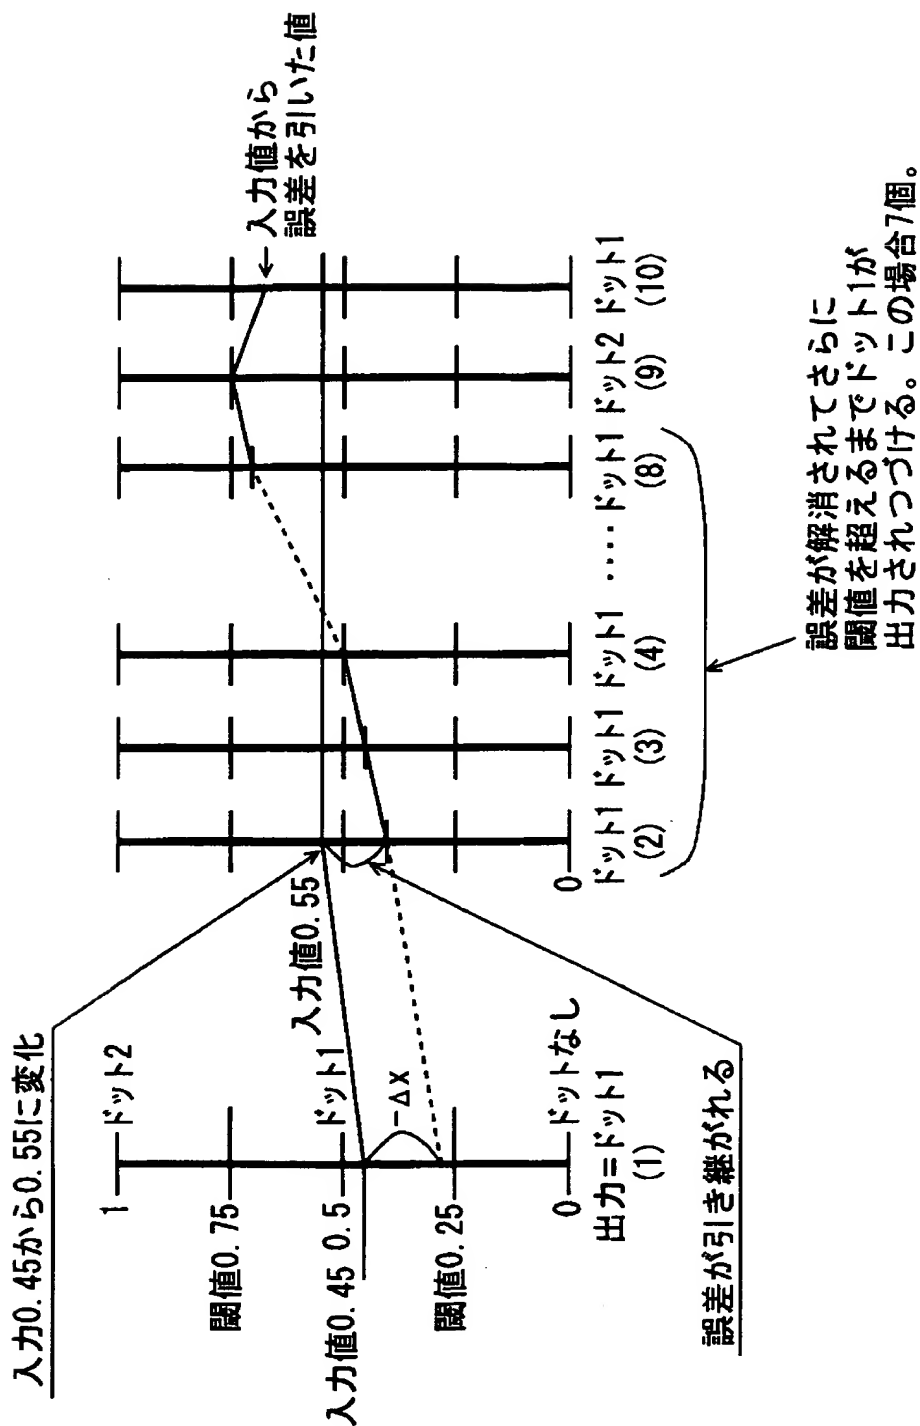 入力0.45から0.55に変化
1
ドット2
閾値0.75
入力値0.45
0.5
ドット1
閾値0.25
0
ドットなし
出力=ドット1
(1)
-Δx
誤差が引き継がれる
入力値0.55
0
ドット1
(2)
ドット1
(3)
ドット1
(4)
‥‥
ドット1
(8)
ドット2
(9)
ドット1
(10)
入力値から
誤差を引いた値
誤差が解消されてさらに
閾値を超えるまでドット1が
出力されつづける。この場合7個。